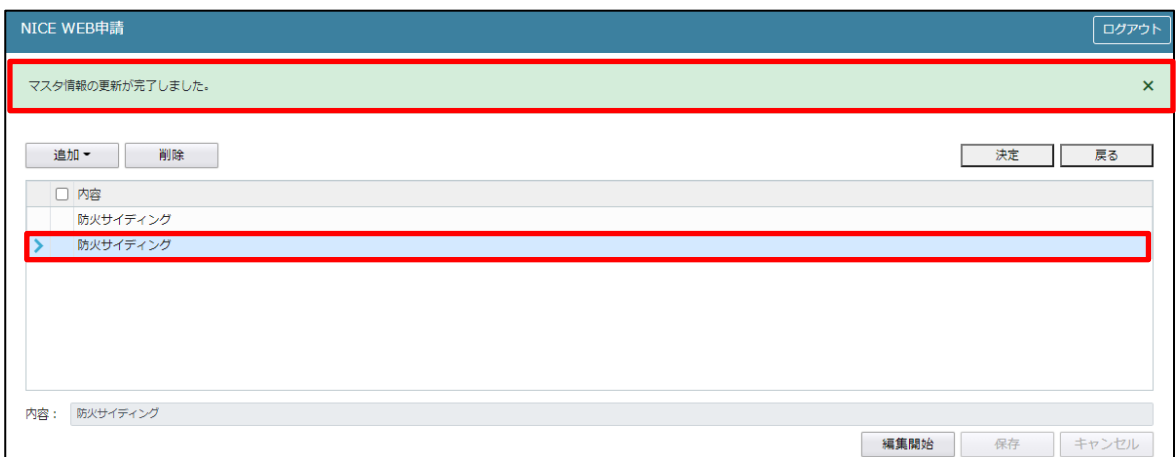 NICE WEB申請 ログアウト
マスタ情報の更新が完了しました。 ×
追加 削除 決定 戻る
内容
防火サイディング
防火サイディング
内容： 防火サイディング
編集開始 保存 キャンセル